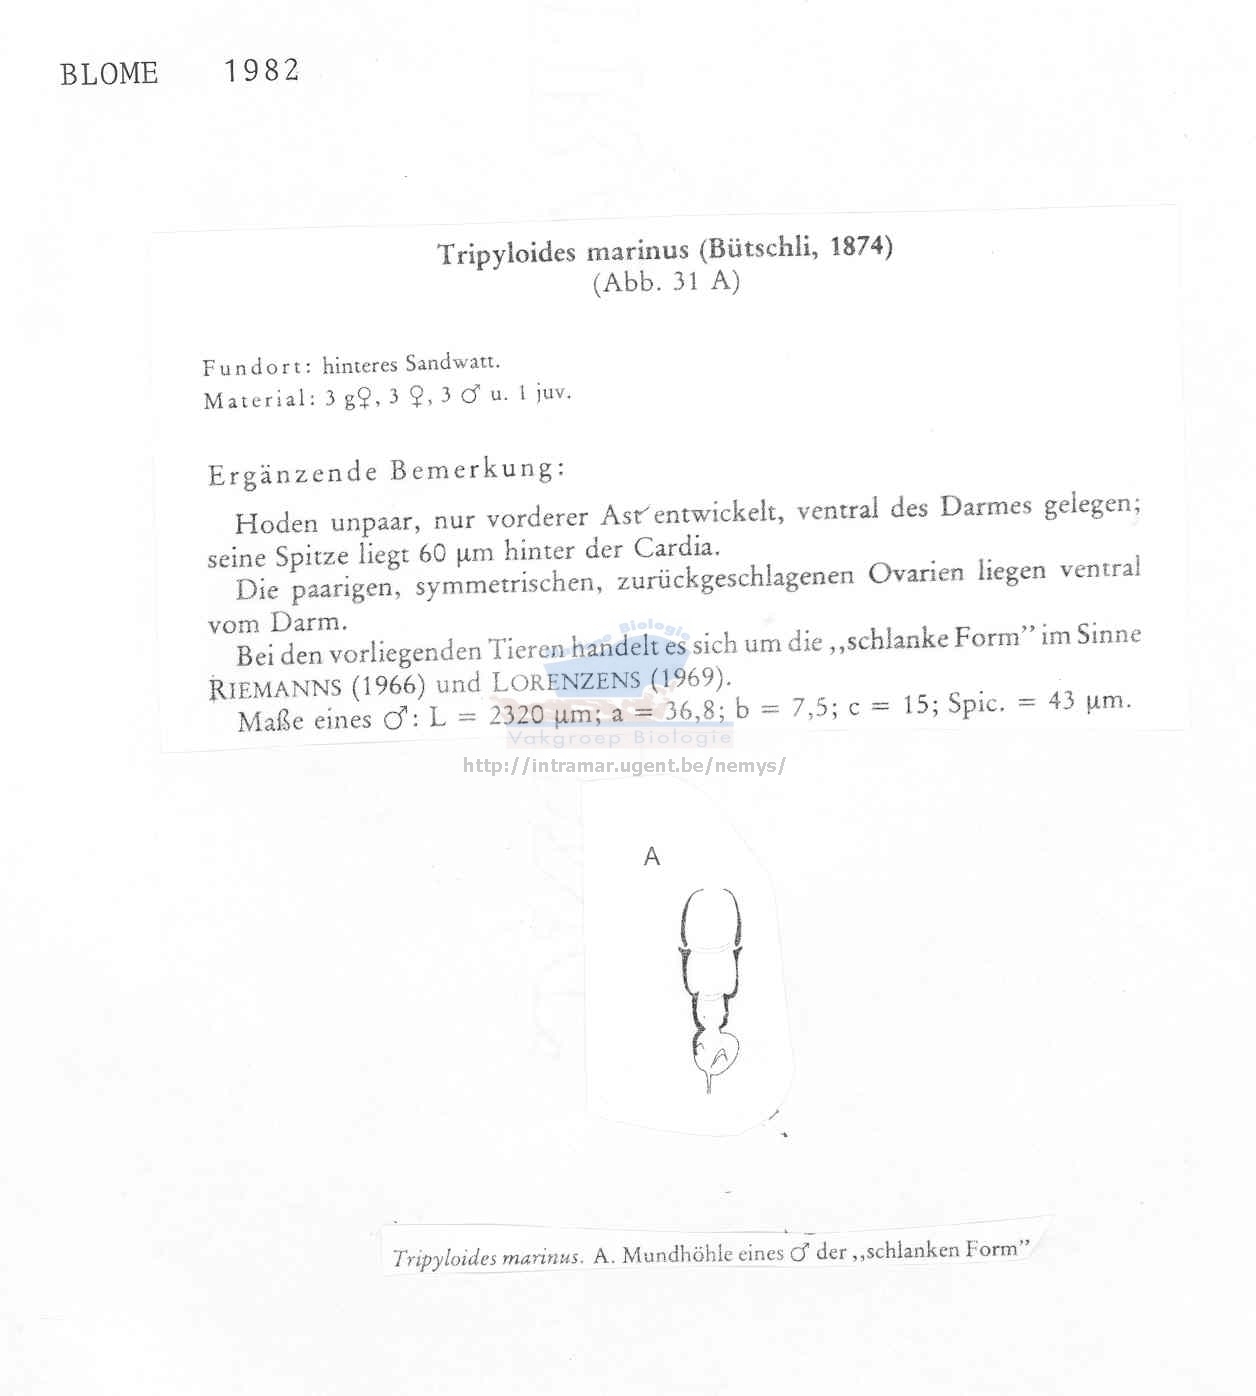 BLOME 1982
Tripyloides marinus (Bütschli, 1874)
(Abb. 31 A)
Fundort: hinteres Sandwatt.
Material: 3 g♀, 3 ♀, 3 ♂ u. 1 juv.
Ergänzende Bemerkung:
Hoden unpaar, nur vorderer Ast entwickelt, ventral des Darmes gelegen;
seine Spitze liegt 60 µm hinter der Cardia.
Die paarigen, symmetrischen, zurückgeschlagenen Ovarien liegen ventral
vom Darm.
Bei den vorliegenden Tieren handelt es sich um die „schlanke Form” im Sinne
RIEMANNS (1966) und LORENZENS (1969).
Maße eines ♂: L = 2320 µm; a = 36,8; b = 7,5; c = 15; Spic. = 43 µm.
Biologie
Vakgroep Biologie
http://intramar.ugent.be/nemys/
A
Tripyloides marinus. A. Mundhöhle eines ♂ der „schlanken Form”